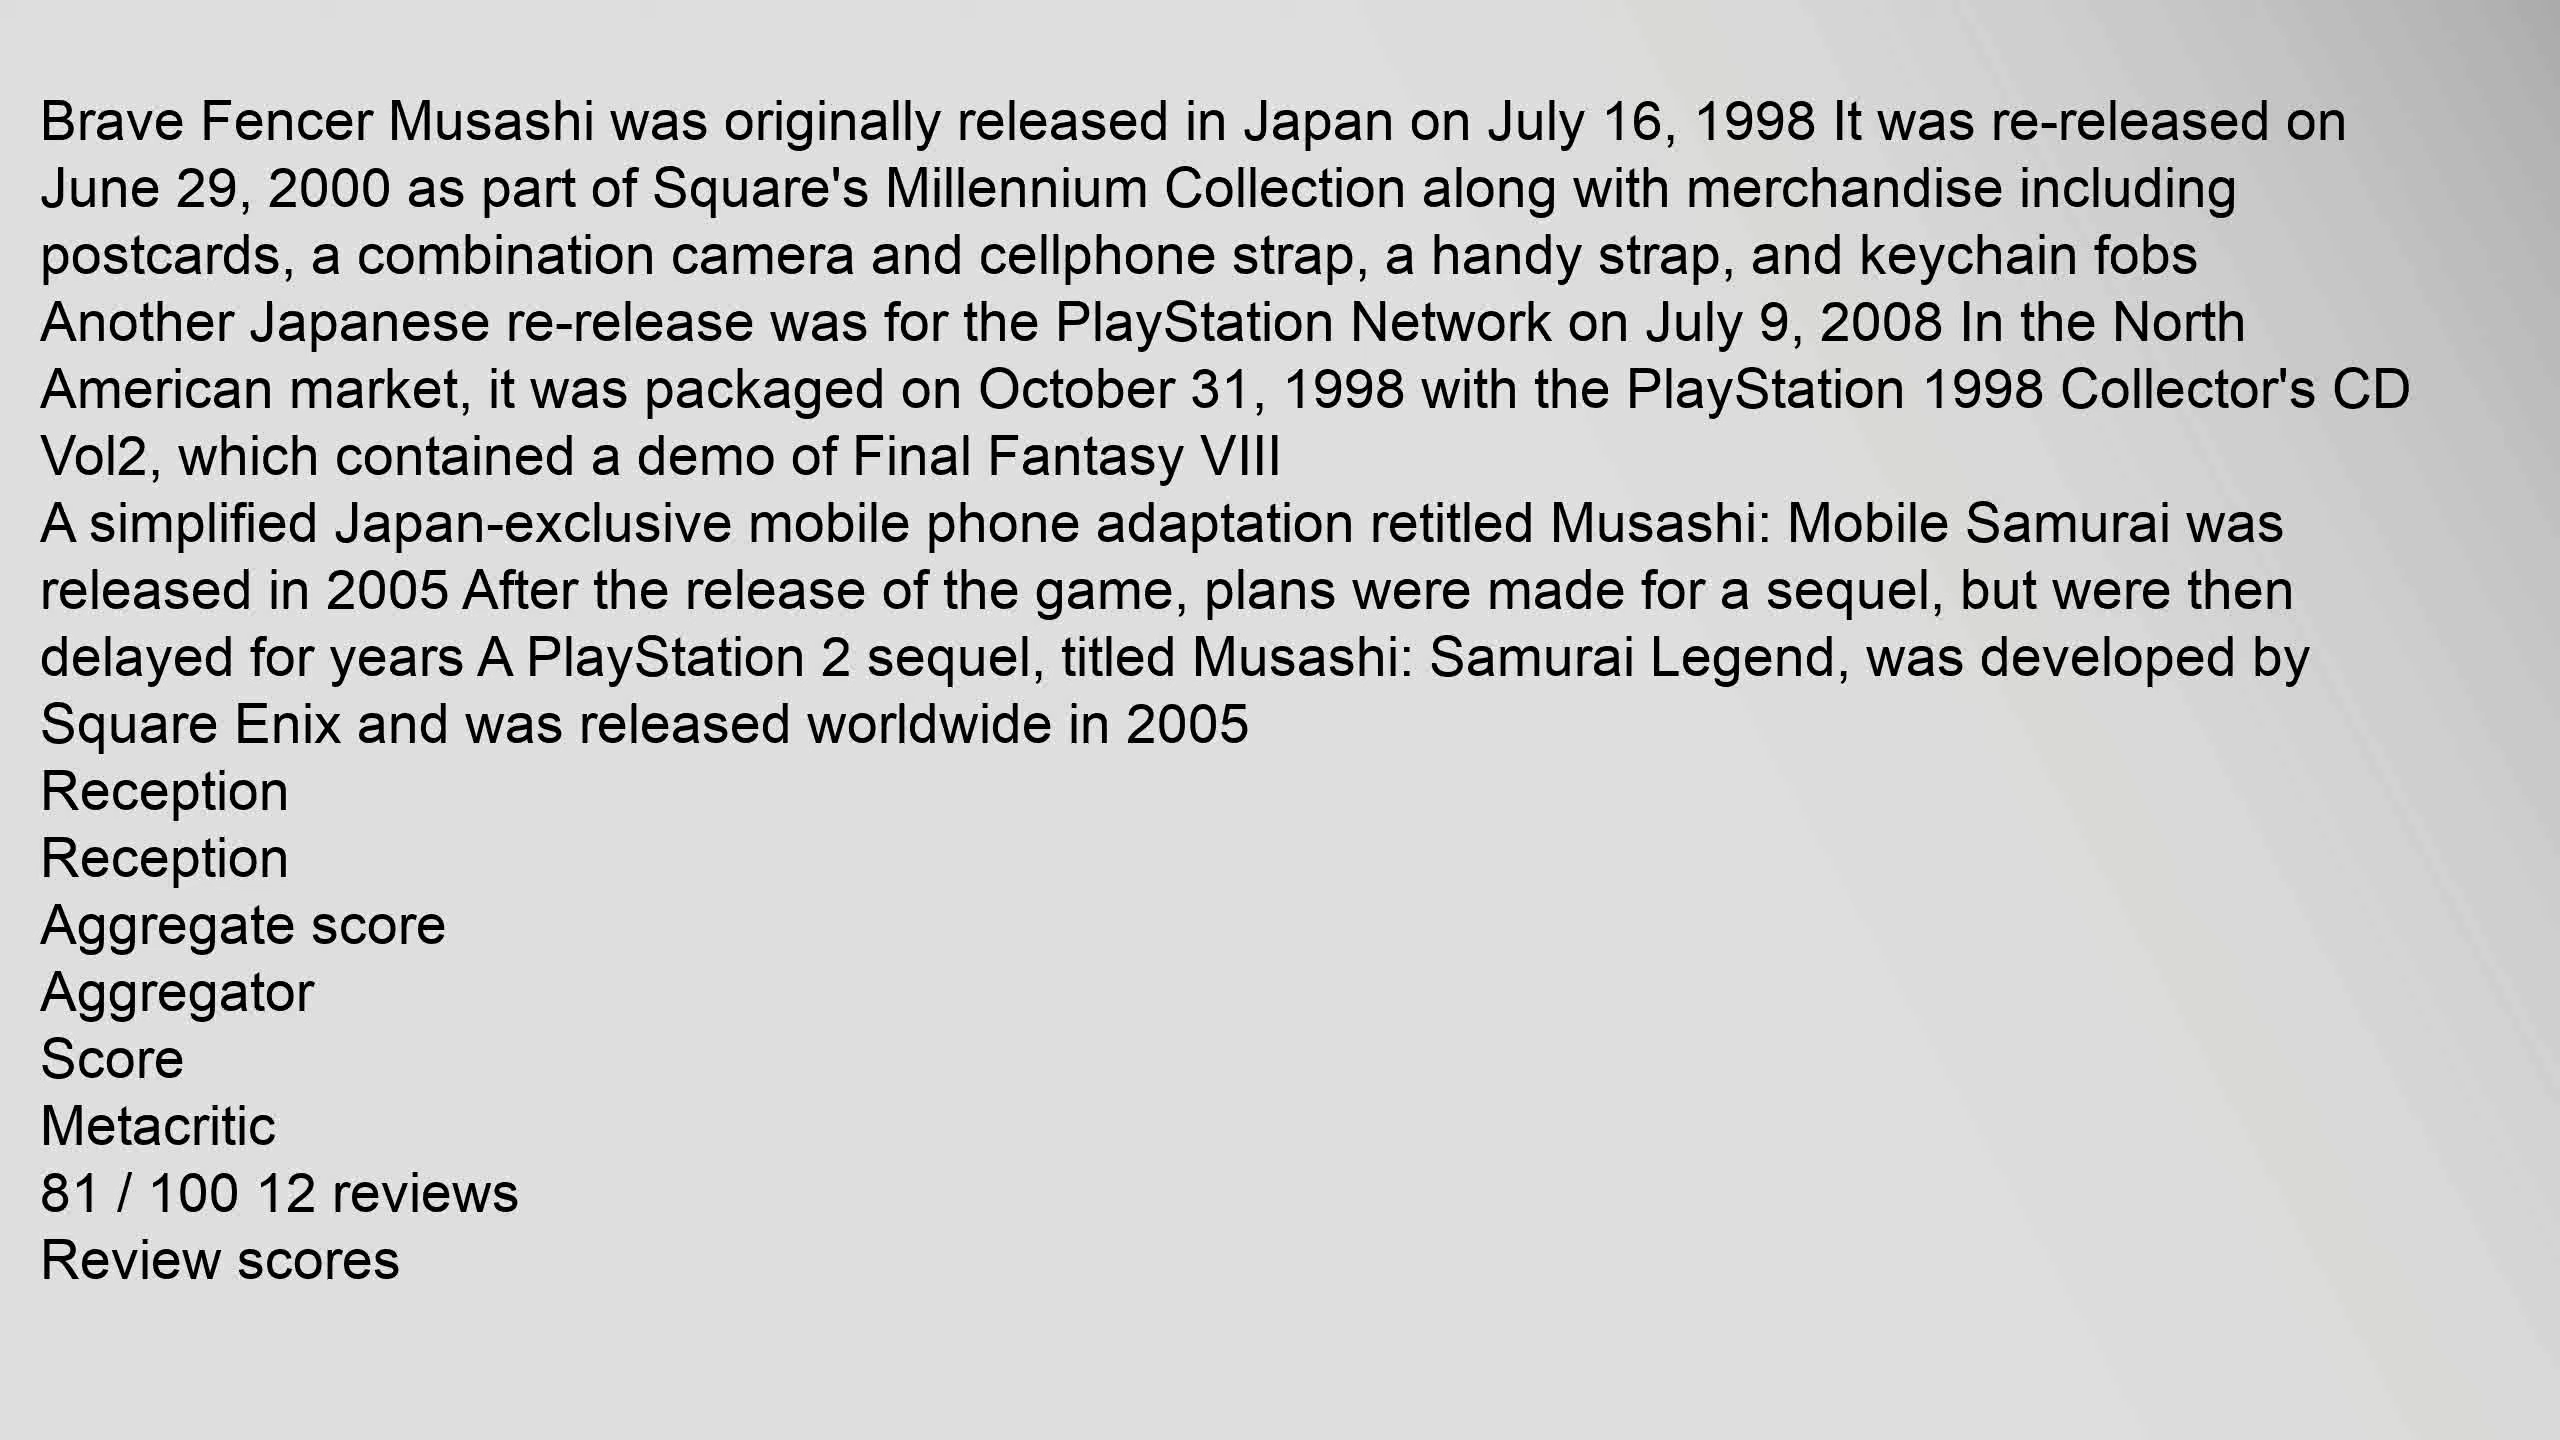 Brave Fencer Musashi was originally released in Japan on July 16, 1998 It was re-released on
June 29, 2000 as part of Square's Millennium Collection along with merchandise including
postcards, a combination camera and cellphone strap, a handy strap, and keychain fobs
Another Japanese re-release was for the PlayStation Network on July 9, 2008 In the North
American market, it was packaged on October 31, 1998 with the PlayStation 1998 Collector's CD
Vol2, which contained a demo of Final Fantasy VIII
A simplified Japan-exclusive mobile phone adaptation retitled Musashi: Mobile Samurai was
released in 2005 After the release of the game, plans were made for a sequel, but were then
delayed for years A PlayStation 2 sequel, titled Musashi: Samurai Legend, was developed by
Square Enix and was released worldwide in 2005
Reception
Reception
Aggregate score
Aggregator
Score
Metacritic
81 / 100 12 reviews
Review scores